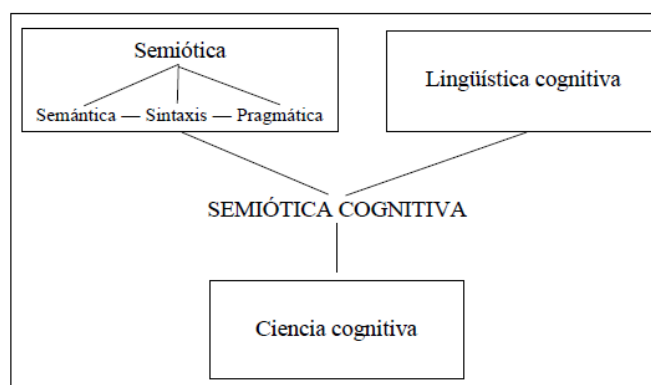 Semiótica
Semántica — Sintaxis — Pragmática
Lingüística cognitiva
SEMIÓTICA COGNITIVA
Ciencia cognitiva